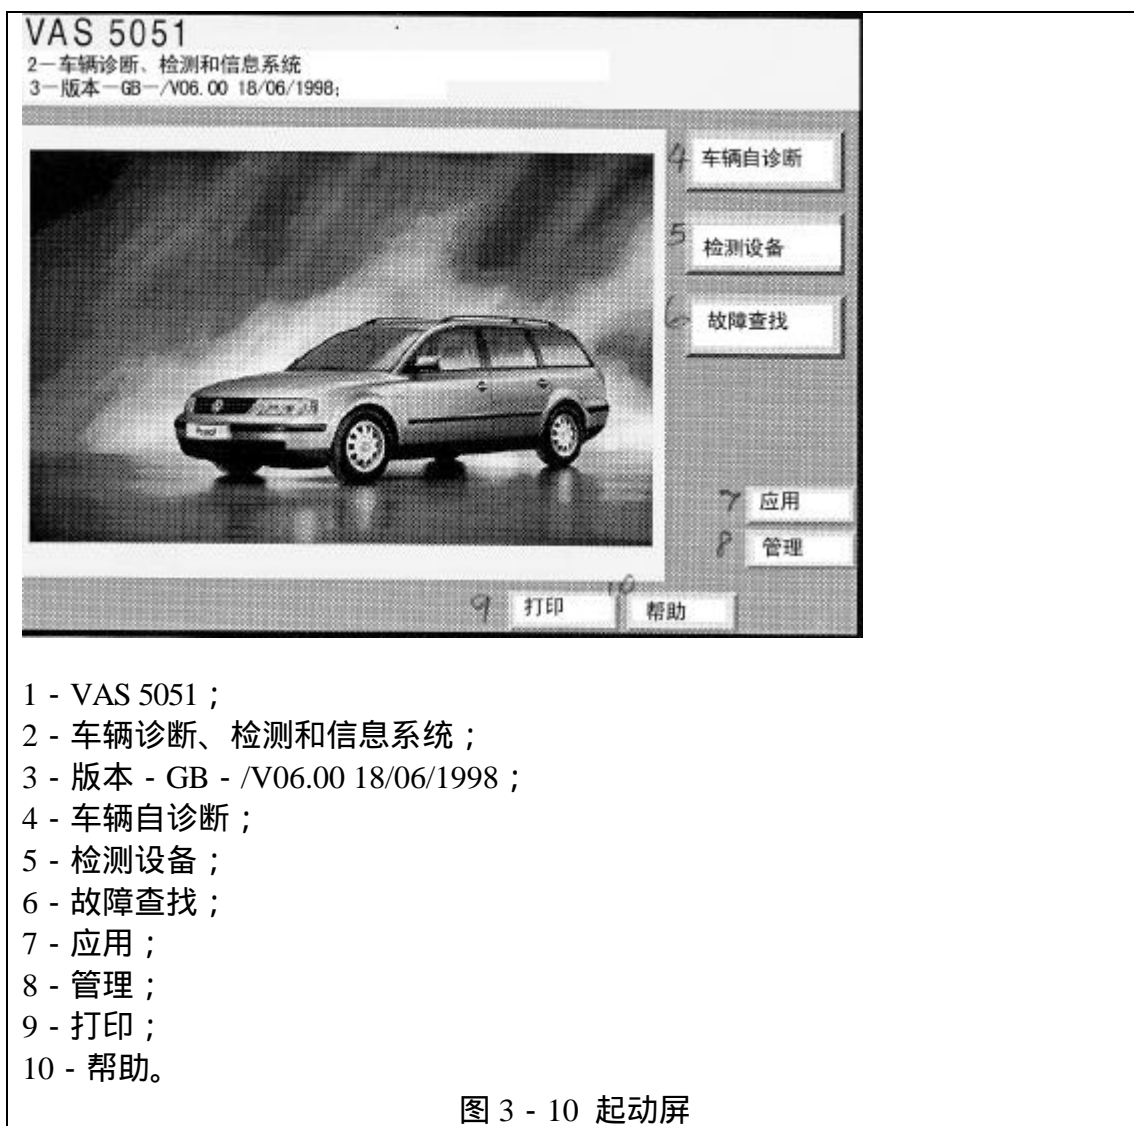 VAS 5051
2－车辆诊断、检测和信息系统
3－版本－GB－/V06.00 18/06/1998;
4 车辆自诊断
5 检测设备
6 故障查找
7 应用
8 管理
9 打印
10 帮助
1 - VAS 5051；
2 - 车辆诊断、检测和信息系统；
3 - 版本 - GB - /V06.00 18/06/1998；
4 - 车辆自诊断；
5 - 检测设备；
6 - 故障查找；
7 - 应用；
8 - 管理；
9 - 打印；
10 - 帮助。
图 3 - 10 起动屏